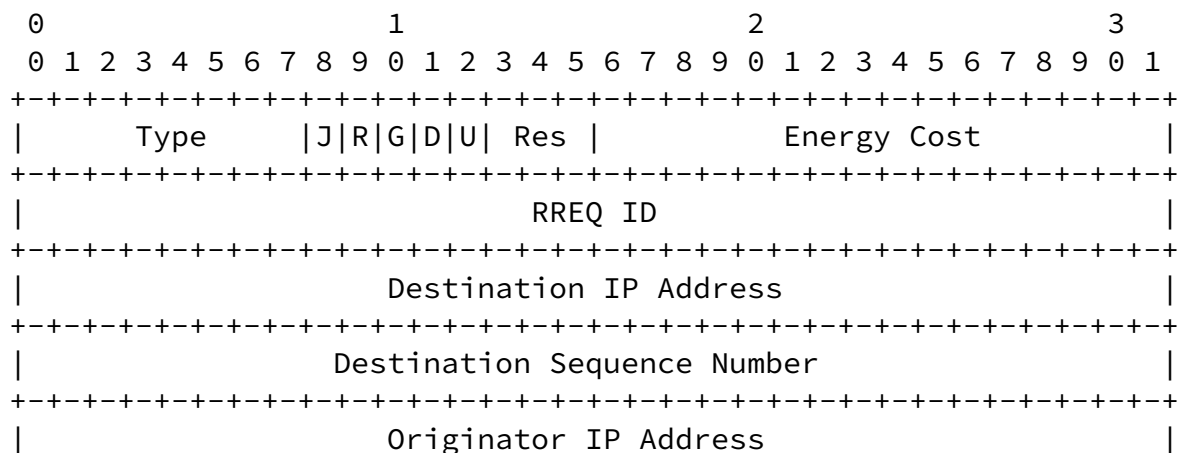 0                   1                   2                   3
 0 1 2 3 4 5 6 7 8 9 0 1 2 3 4 5 6 7 8 9 0 1 2 3 4 5 6 7 8 9 0 1
+-+-+-+-+-+-+-+-+-+-+-+-+-+-+-+-+-+-+-+-+-+-+-+-+-+-+-+-+-+-+-+-+
|      Type     |J|R|G|D|U| Res |          Energy Cost          |
+-+-+-+-+-+-+-+-+-+-+-+-+-+-+-+-+-+-+-+-+-+-+-+-+-+-+-+-+-+-+-+-+
|                            RREQ ID                            |
+-+-+-+-+-+-+-+-+-+-+-+-+-+-+-+-+-+-+-+-+-+-+-+-+-+-+-+-+-+-+-+-+
|                    Destination IP Address                     |
+-+-+-+-+-+-+-+-+-+-+-+-+-+-+-+-+-+-+-+-+-+-+-+-+-+-+-+-+-+-+-+-+
|                 Destination Sequence Number                   |
+-+-+-+-+-+-+-+-+-+-+-+-+-+-+-+-+-+-+-+-+-+-+-+-+-+-+-+-+-+-+-+-+
|                    Originator IP Address                      |